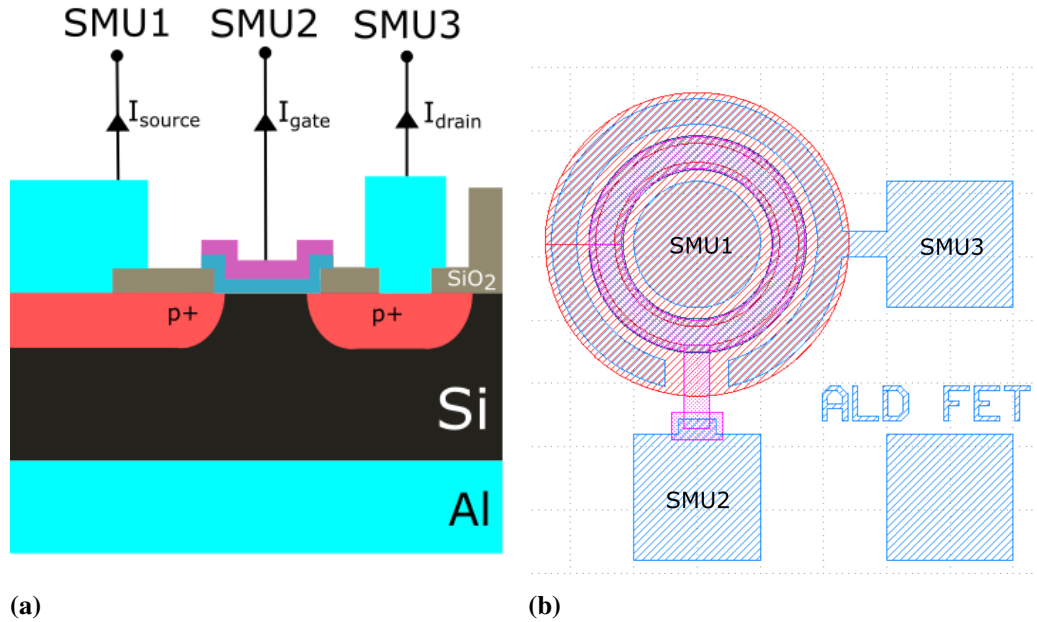 SMU1 SMU2 SMU3
Isource Igate Idrain
SiO2
p+ p+
Si
Al
SMU1 SMU3
ALD FET
SMU2
(a) (b)